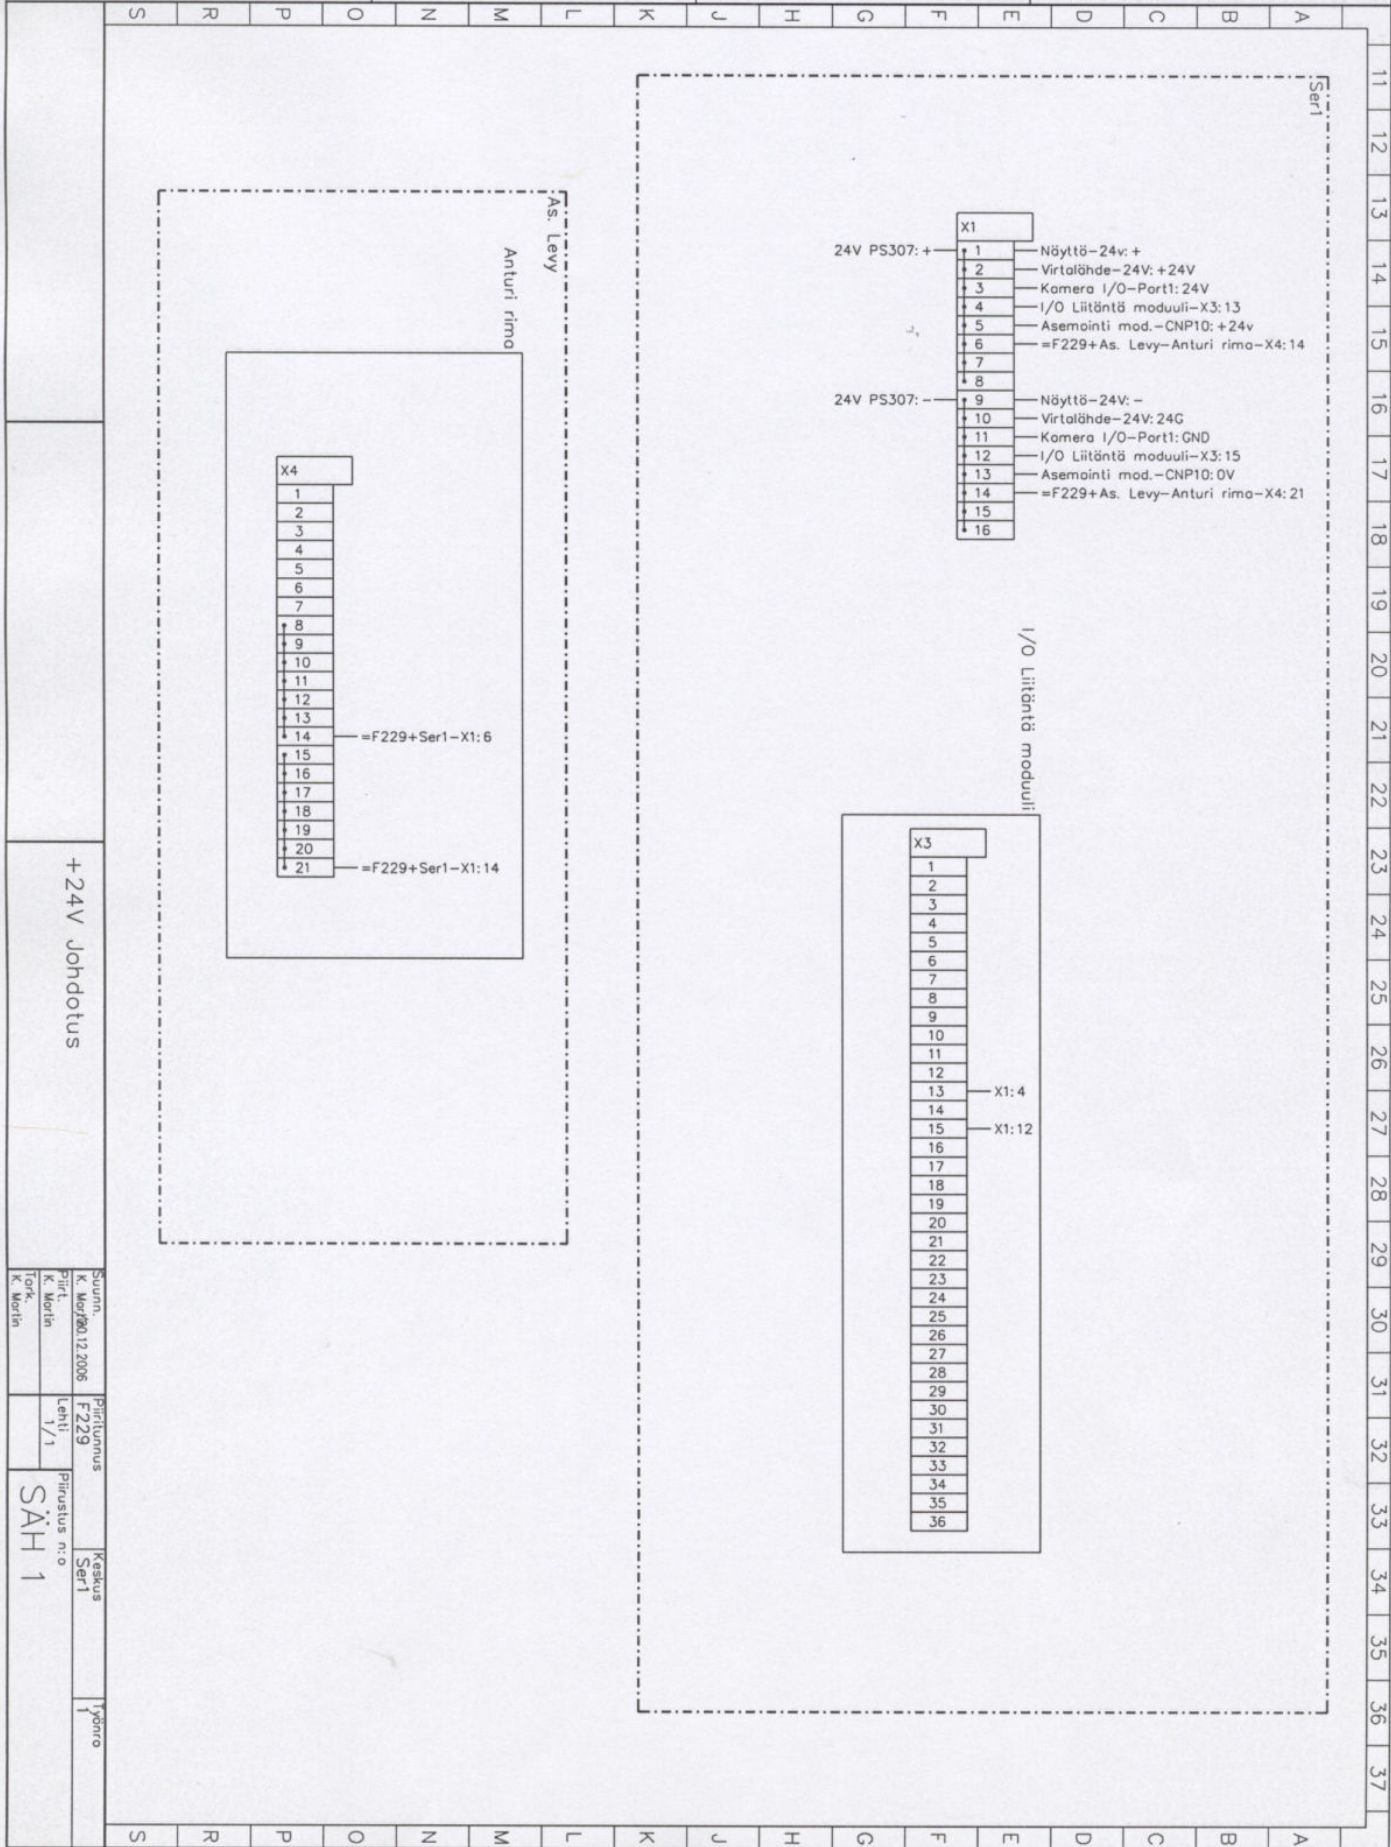 A B C D E F G H J K L M N O P R S
11 12 13 14 15 16 17 18 19 20 21 22 23 24 25 26 27 28 29 30 31 32 33 34 35 36 37
Ser1
X1
24V PS307:+ 1 Näyttö-24v:+
2 Virtalähde-24V:+24V
3 Kamera I/O-Port1:24V
4 I/O Liitäntä moduuli-X3:13
5 Asemointi mod.-CNP10:+24v
6 =F229+As. Levy-Anturi rima-X4:14
7
8
24V PS307:- 9 Näyttö-24V:-
10 Virtalähde-24V:24G
11 Kamera I/O-Port1:GND
12 I/O Liitäntä moduuli-X3:15
13 Asemointi mod.-CNP10:0V
14 =F229+As. Levy-Anturi rima-X4:21
15
16
I/O Liitäntä moduuli
X3
1
2
3
4
5
6
7
8
9
10
11
12
13 X1:4
14
15 X1:12
16
17
18
19
20
21
22
23
24
25
26
27
28
29
30
31
32
33
34
35
36
As. Levy
Anturi rima
X4
1
2
3
4
5
6
7
8
9
10
11
12
13
14 =F229+Ser1-X1:6
15
16
17
18
19
20
21 =F229+Ser1-X1:14
A B C D E F G H J K L M N O P R S
+24V Johdotus
Suunn.
K. 20.12.2006
Piirt.
K. Martin
Tark.
K. Martin
Piiritunnus
F229
Lehti
1/1
Keskus
Ser1
Piirustus n:o
SÄH 1
Työnro
1